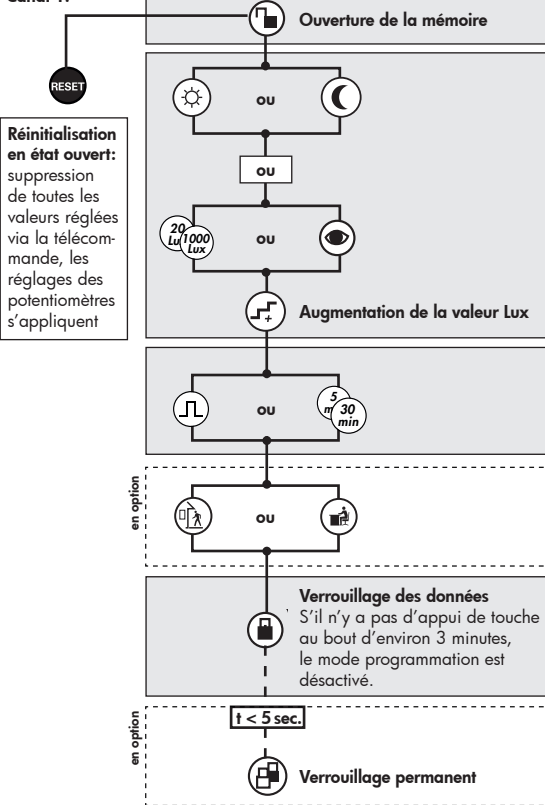 Ouverture de la mémoire
RESET
Réinitialisation
en état ouvert:
suppression
de toutes les
valeurs réglées
via la télécom-
mande, les
réglages des
potentiomètres
s'appliquent
ou
ou
20
Lu
1000
Lux
ou
Augmentation de la valeur Lux
5
m
30
min
ou
en option
ou
Verrouillage des données
S'il n'y a pas d'appui de touche
au bout d'environ 3 minutes,
le mode programmation est
désactivé.
en option
t < 5 sec.
Verrouillage permanent